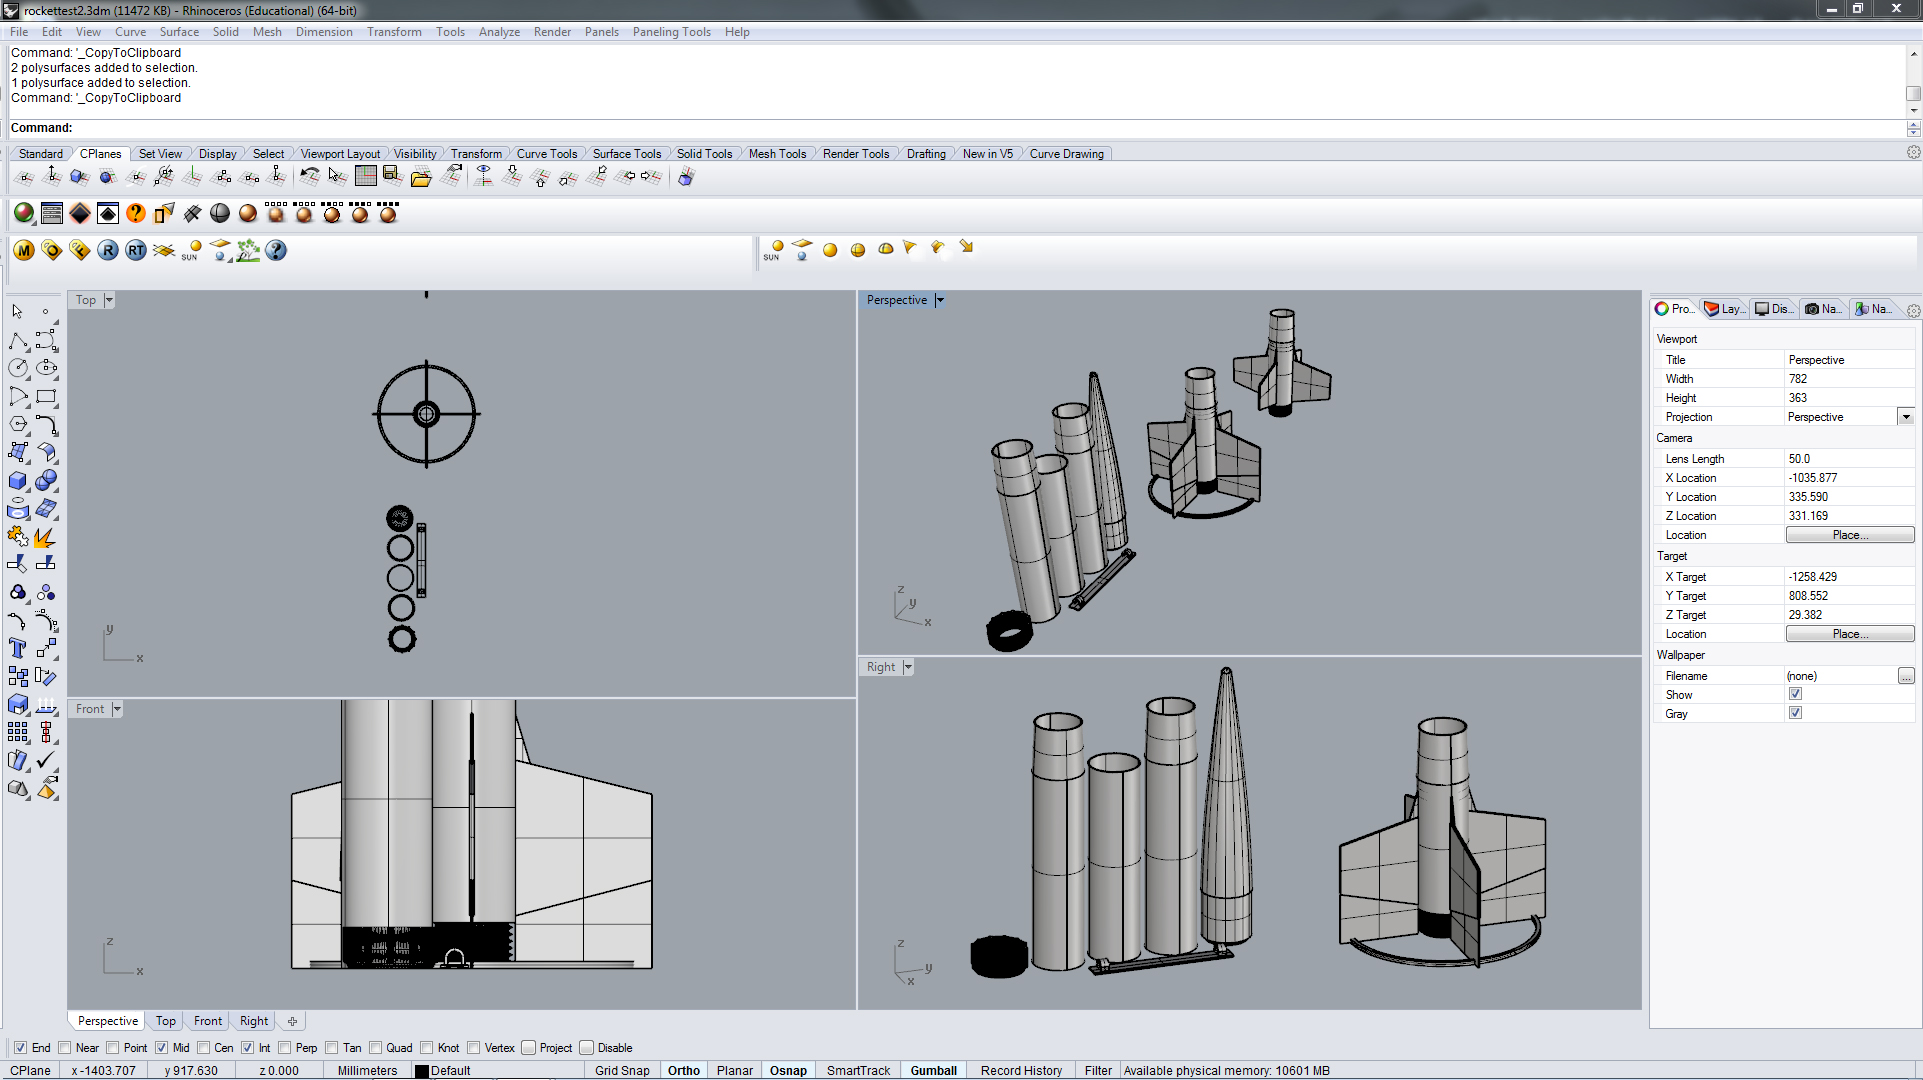 rockettest2.3dm (11472 KB) - Rhinoceros (Educational) (64-bit)
File Edit View Curve Surface Solid Mesh Dimension Transform Tools Analyze Render Panels Paneling Tools Help
Command: '_CopyToClipboard
2 polysurfaces added to selection.
1 polysurface added to selection.
Command: '_CopyToClipboard
Command:
Standard CPlanes Set View Display Select Viewport Layout Visibility Transform Curve Tools Surface Tools Solid Tools Mesh Tools Render Tools Drafting New in V5 Curve Drawing
M O F R RT SUN ?
SUN
Top
Perspective
Pro... Lay... Dis... Na... Na...
Viewport
Title Perspective
Width 782
Height 363
Projection Perspective
Camera
Lens Length 50.0
X Location -1035.877
Y Location 335.590
Z Location 331.169
Location Place...
Target
X Target -1258.429
Y Target 808.552
Z Target 29.382
Location Place...
Wallpaper
Filename (none) ...
Show
Gray
y
x
z
y
x
Front
z
x
Right
z
y
x
Perspective Top Front Right
End Near Point Mid Cen Int Perp Tan Quad Knot Vertex Project Disable
CPlane x -1403.707 y 917.630 z 0.000 Millimeters Default Grid Snap Ortho Planar Osnap SmartTrack Gumball Record History Filter Available physical memory: 10601 MB